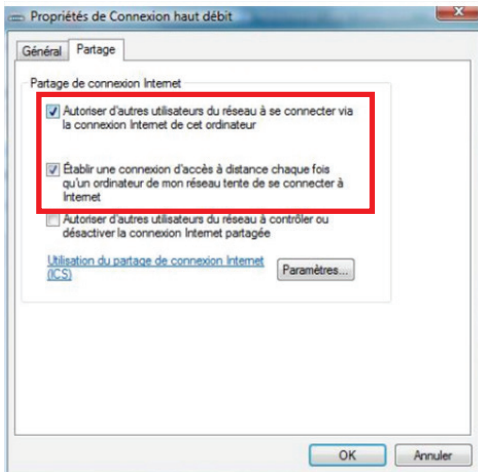 Propriétés de Connexion haut débit
Général
Partage
Partage de connexion Internet
Autoriser d'autres utilisateurs du réseau à se connecter via
la connexion Internet de cet ordinateur
Établir une connexion d'accès à distance chaque fois
qu'un ordinateur de mon réseau tente de se connecter à
Internet
Autoriser d'autres utilisateurs du réseau à contrôler ou
désactiver la connexion Internet partagée
Utilisation du partage de connexion Internet
(ICS)
Paramètres...
OK
Annuler